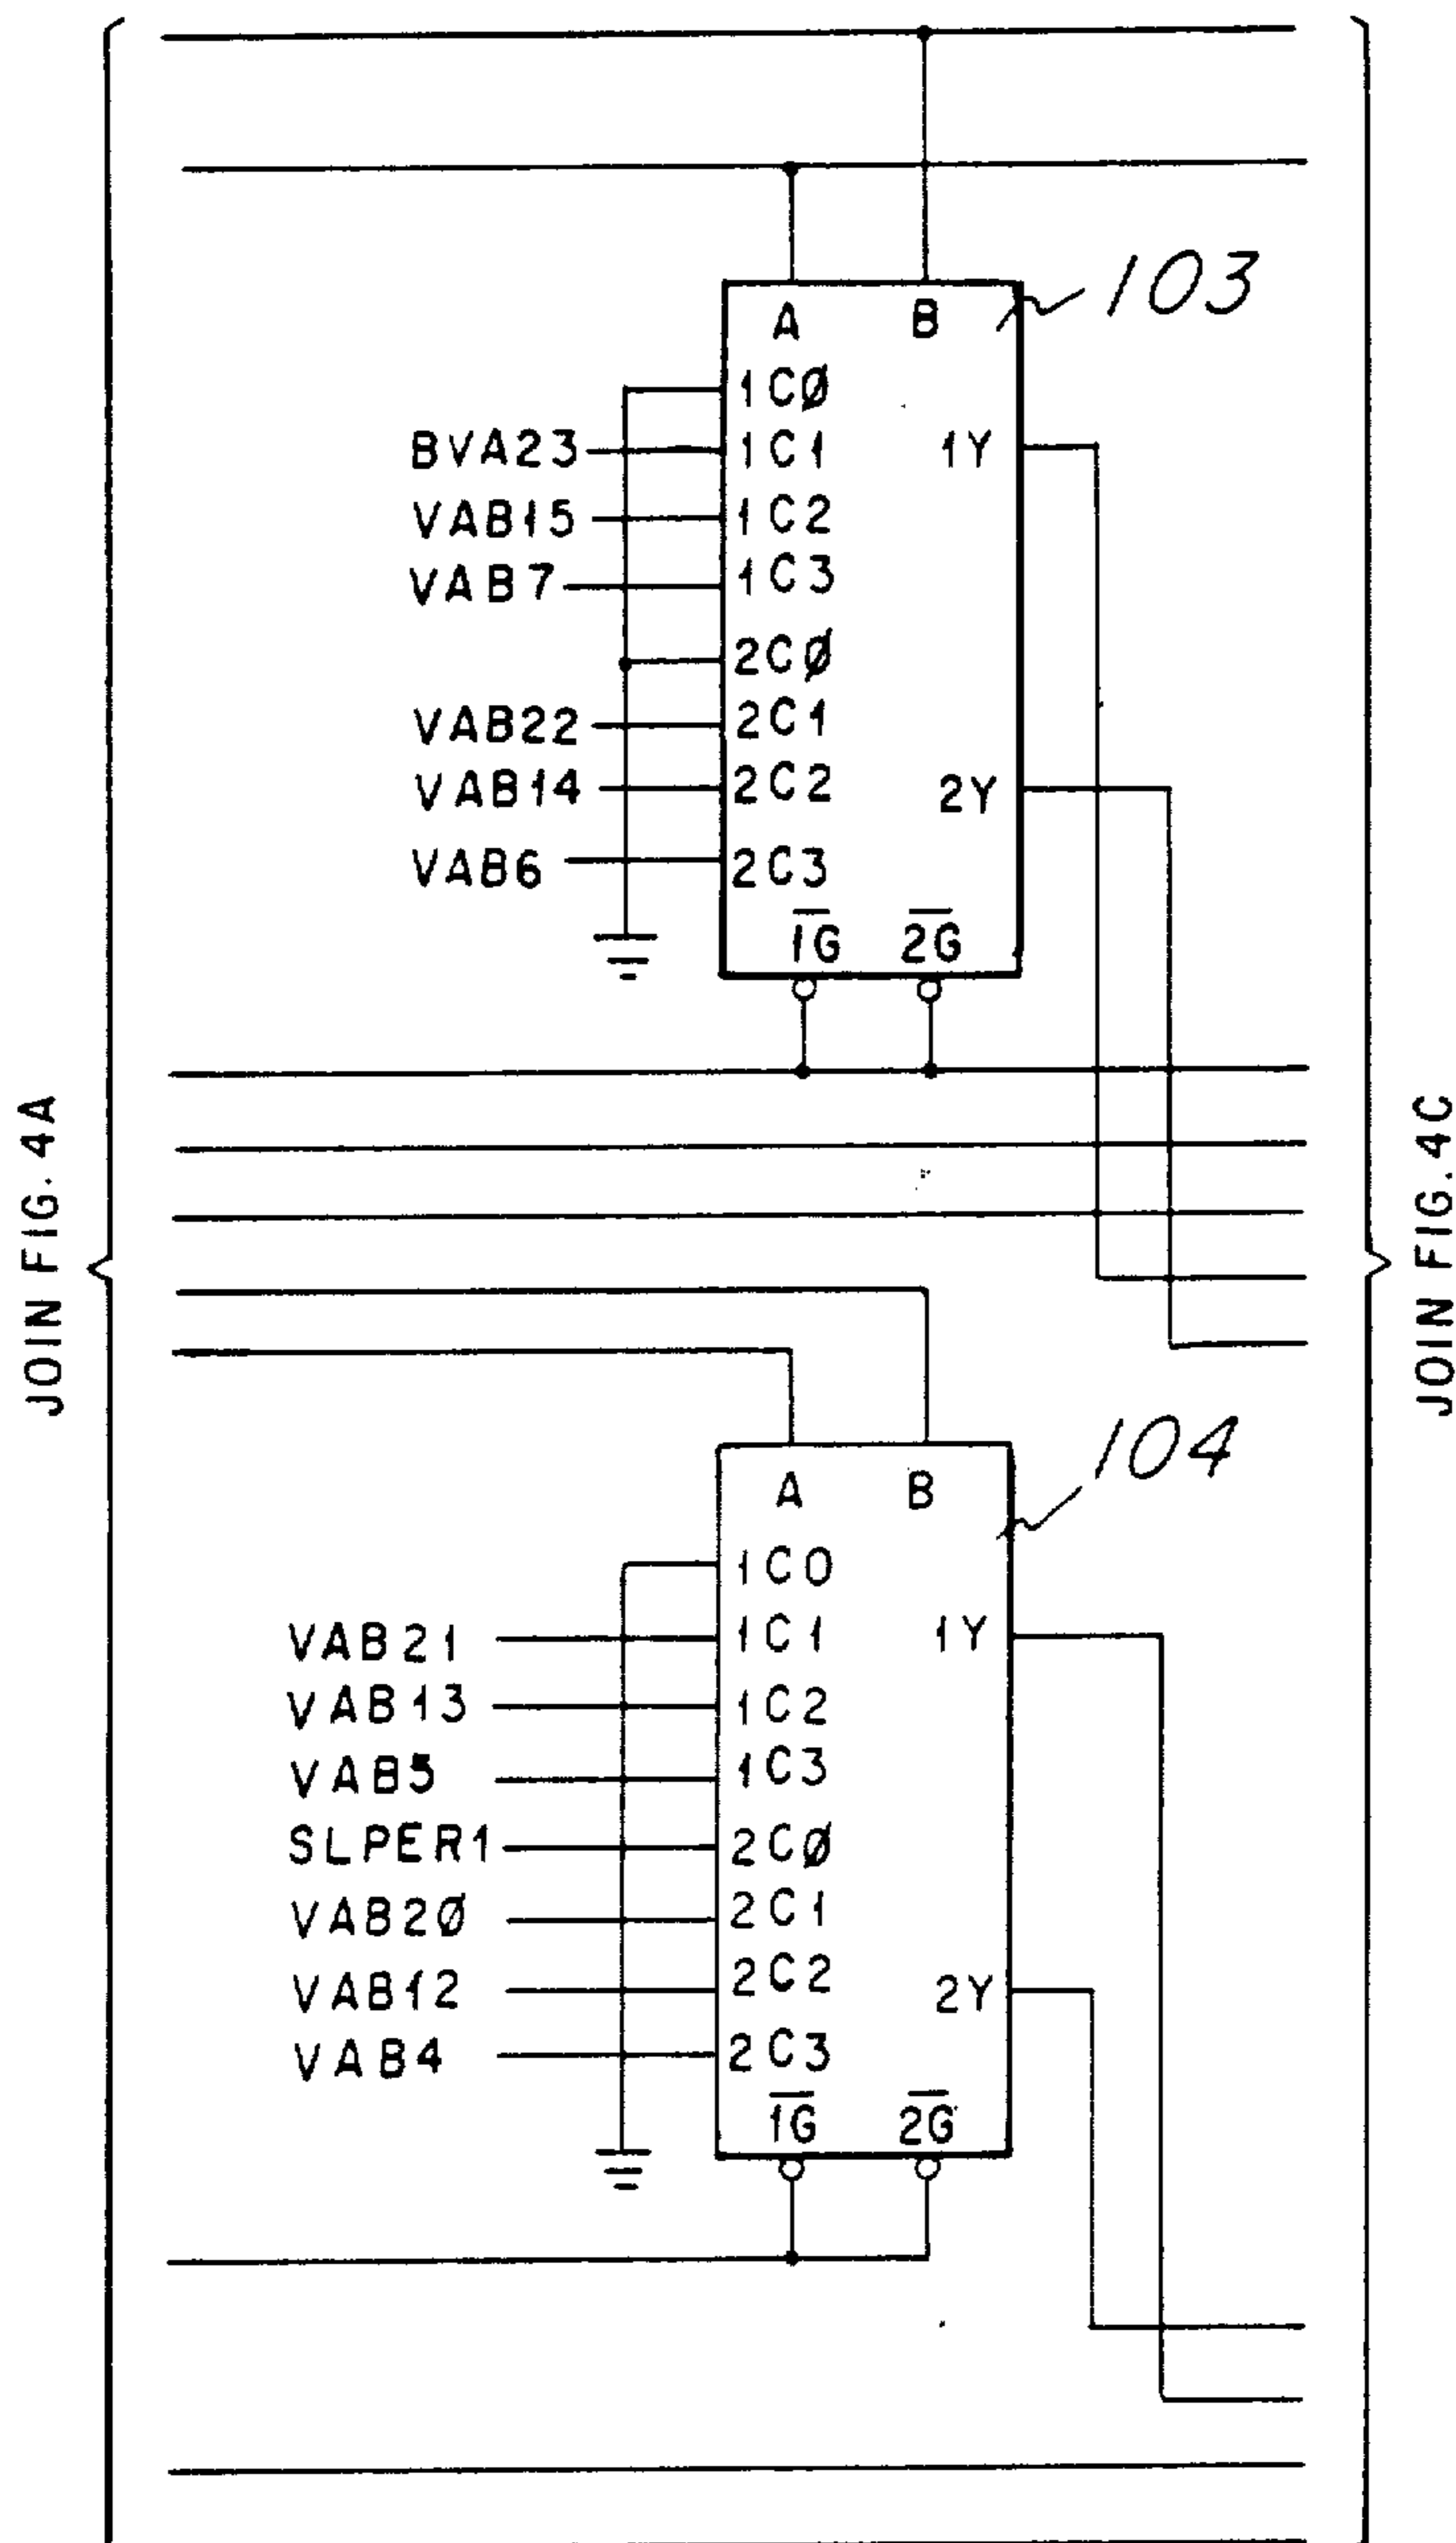 JOIN FIG. 4A
JOIN FIG. 4C
103
A B
1CØ
BVA23 1C1 1Y
VAB15 1C2
VAB7 1C3
2CØ
VAB22 2C1
VAB14 2C2 2Y
VAB6 2C3
1G 2G
104
A B
1C0
VAB21 1C1 1Y
VAB13 1C2
VAB5 1C3
SLPER1 2CØ
VAB2Ø 2C1
VAB12 2C2 2Y
VAB4 2C3
1G 2G